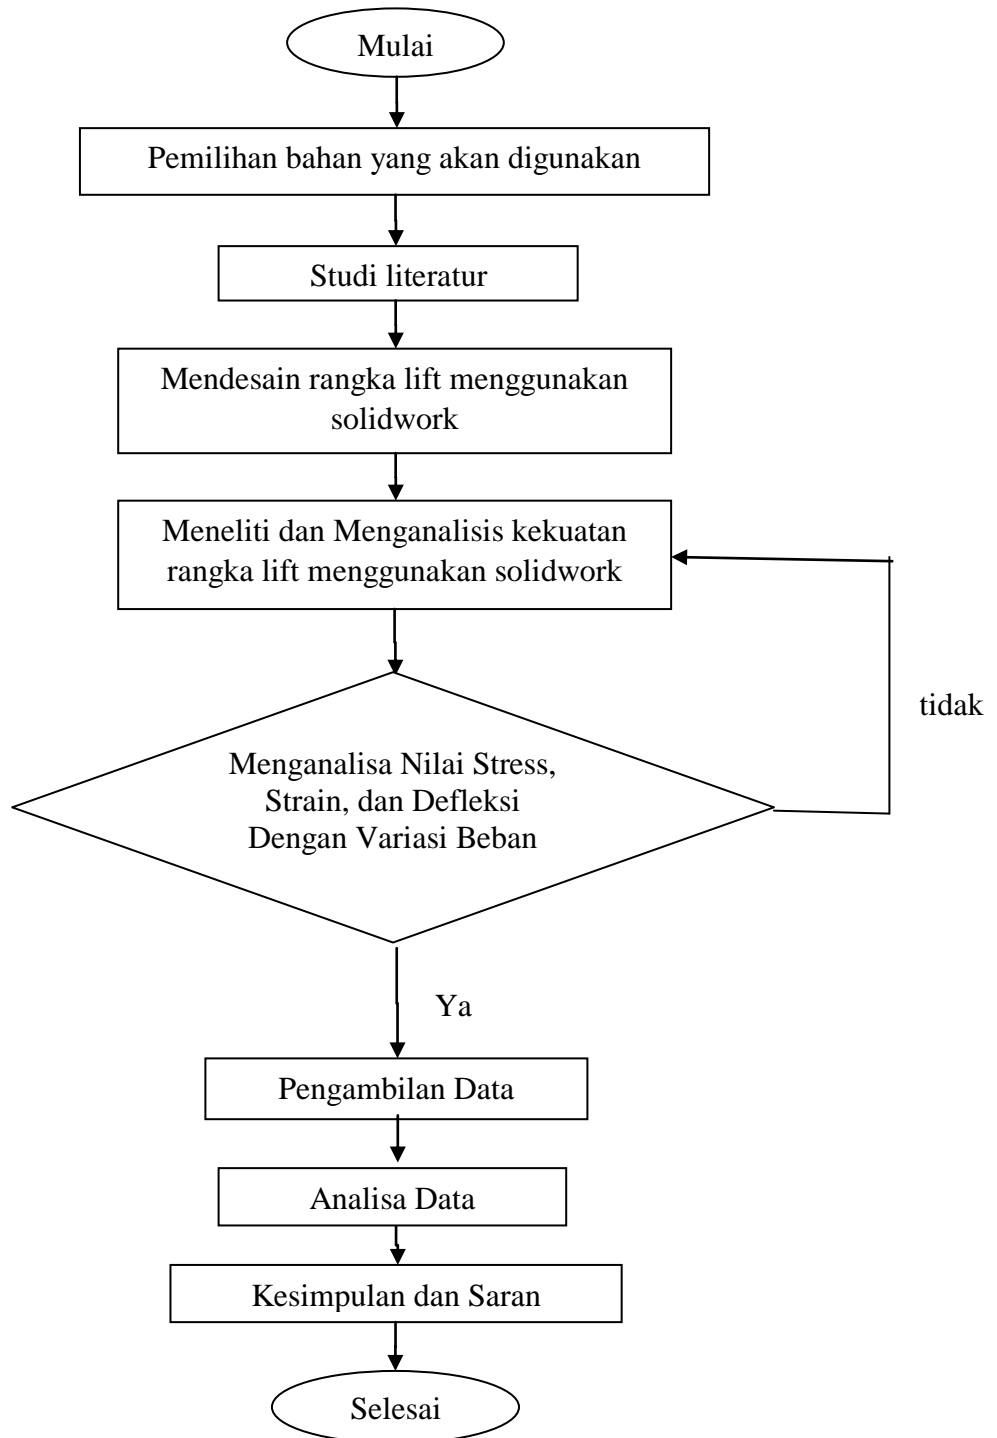 Mulai
Pemilihan bahan yang akan digunakan
Studi literatur
Mendesain rangka lift menggunakan
solidwork
Meneliti dan Menganalisis kekuatan
rangka lift menggunakan solidwork
tidak
Menganalisa Nilai Stress,
Strain, dan Defleksi
Dengan Variasi Beban
Ya
Pengambilan Data
Analisa Data
Kesimpulan dan Saran
Selesai